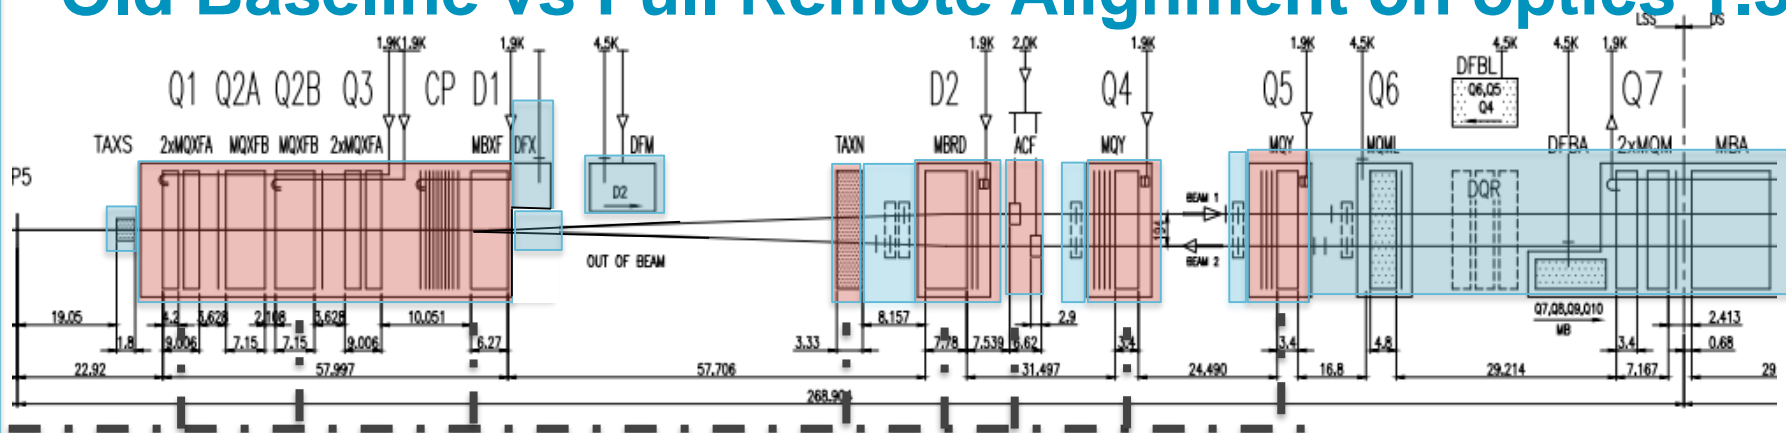 Old Baseline vs Full Remote Alignment on optics 1.5
LSS DS
1.9K 1.9K 1.9K 4.5K 1.9K 2.0K 1.9K 1.9K 4.5K 4.5K 4.5K 1.9K
Q1 Q2A Q2B Q3 CP D1 D2 Q4 Q5 Q6 DFBL Q7
Q6,Q5
Q4
TAXS 2xMQXFA MQXFB MQXFB 2xMQXFA MBXF DFX DFM TAXN MBRD ACF MQY MQY MQML DFBA 2xMQM MBA
P5
D2
DQR
BEAM 1
194
BEAM 2
OUT OF BEAM
Q7,Q8,Q9,Q10
MB
19.05 4.2 3.628 2.108 3.628 10.051 8.157 2.9 2.413
1.8 9.006 7.15 7.15 9.006 6.27 3.33 7.78 7.539 6.62 3.4 3.4 4.8 3.4 0.68
22.92 57.997 57.706 31.497 24.490 16.8 29.214 7.167 29
268.904